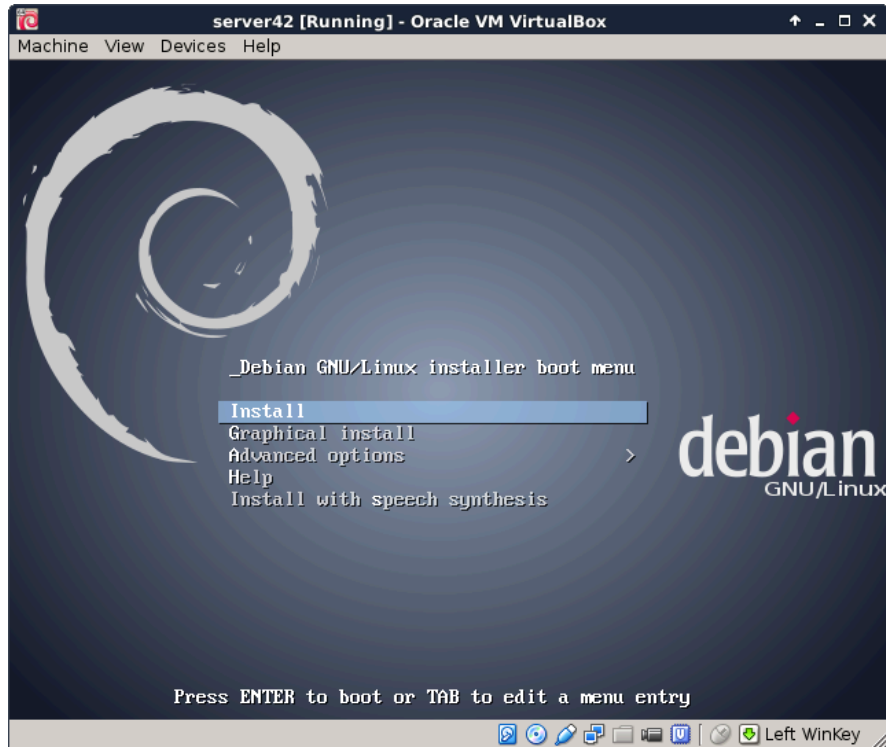 server42 [Running] - Oracle VM VirtualBox
Machine View Devices Help
_Debian GNU/Linux installer boot menu
Install
Graphical install
Advanced options >
Help
Install with speech synthesis
debian
GNU/Linux
Press ENTER to boot or TAB to edit a menu entry
Left WinKey